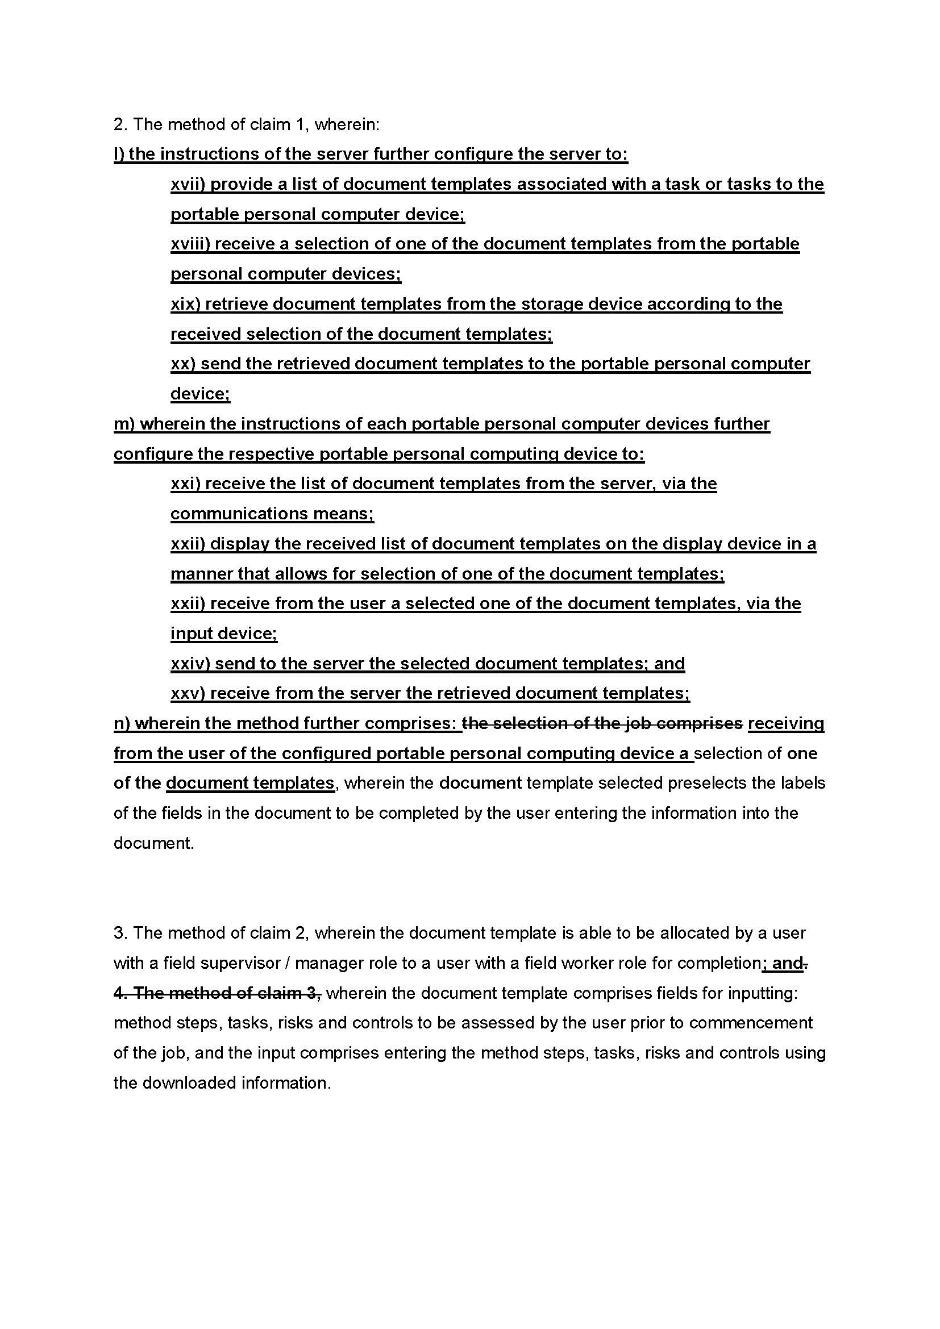 2. The method of claim 1, wherein:
l) the instructions of the server further configure the server to:
xvii) provide a list of document templates associated with a task or tasks to the
portable personal computer device;
xviii) receive a selection of one of the document templates from the portable
personal computer devices;
xix) retrieve document templates from the storage device according to the
received selection of the document templates;
xx) send the retrieved document templates to the portable personal computer
device;
m) wherein the instructions of each portable personal computer devices further
configure the respective portable personal computing device to:
xxi) receive the list of document templates from the server, via the
communications means;
xxii) display the received list of document templates on the display device in a
manner that allows for selection of one of the document templates;
xxii) receive from the user a selected one of the document templates, via the
input device;
xxiv) send to the server the selected document templates; and
xxv) receive from the server the retrieved document templates;
n) wherein the method further comprises: the selection of the job comprises receiving
from the user of the configured portable personal computing device a selection of one
of the document templates, wherein the document template selected preselects the labels
of the fields in the document to be completed by the user entering the information into the
document.
3. The method of claim 2, wherein the document template is able to be allocated by a user
with a field supervisor / manager role to a user with a field worker role for completion; and.
4. The method of claim 3, wherein the document template comprises fields for inputting:
method steps, tasks, risks and controls to be assessed by the user prior to commencement
of the job, and the input comprises entering the method steps, tasks, risks and controls using
the downloaded information.